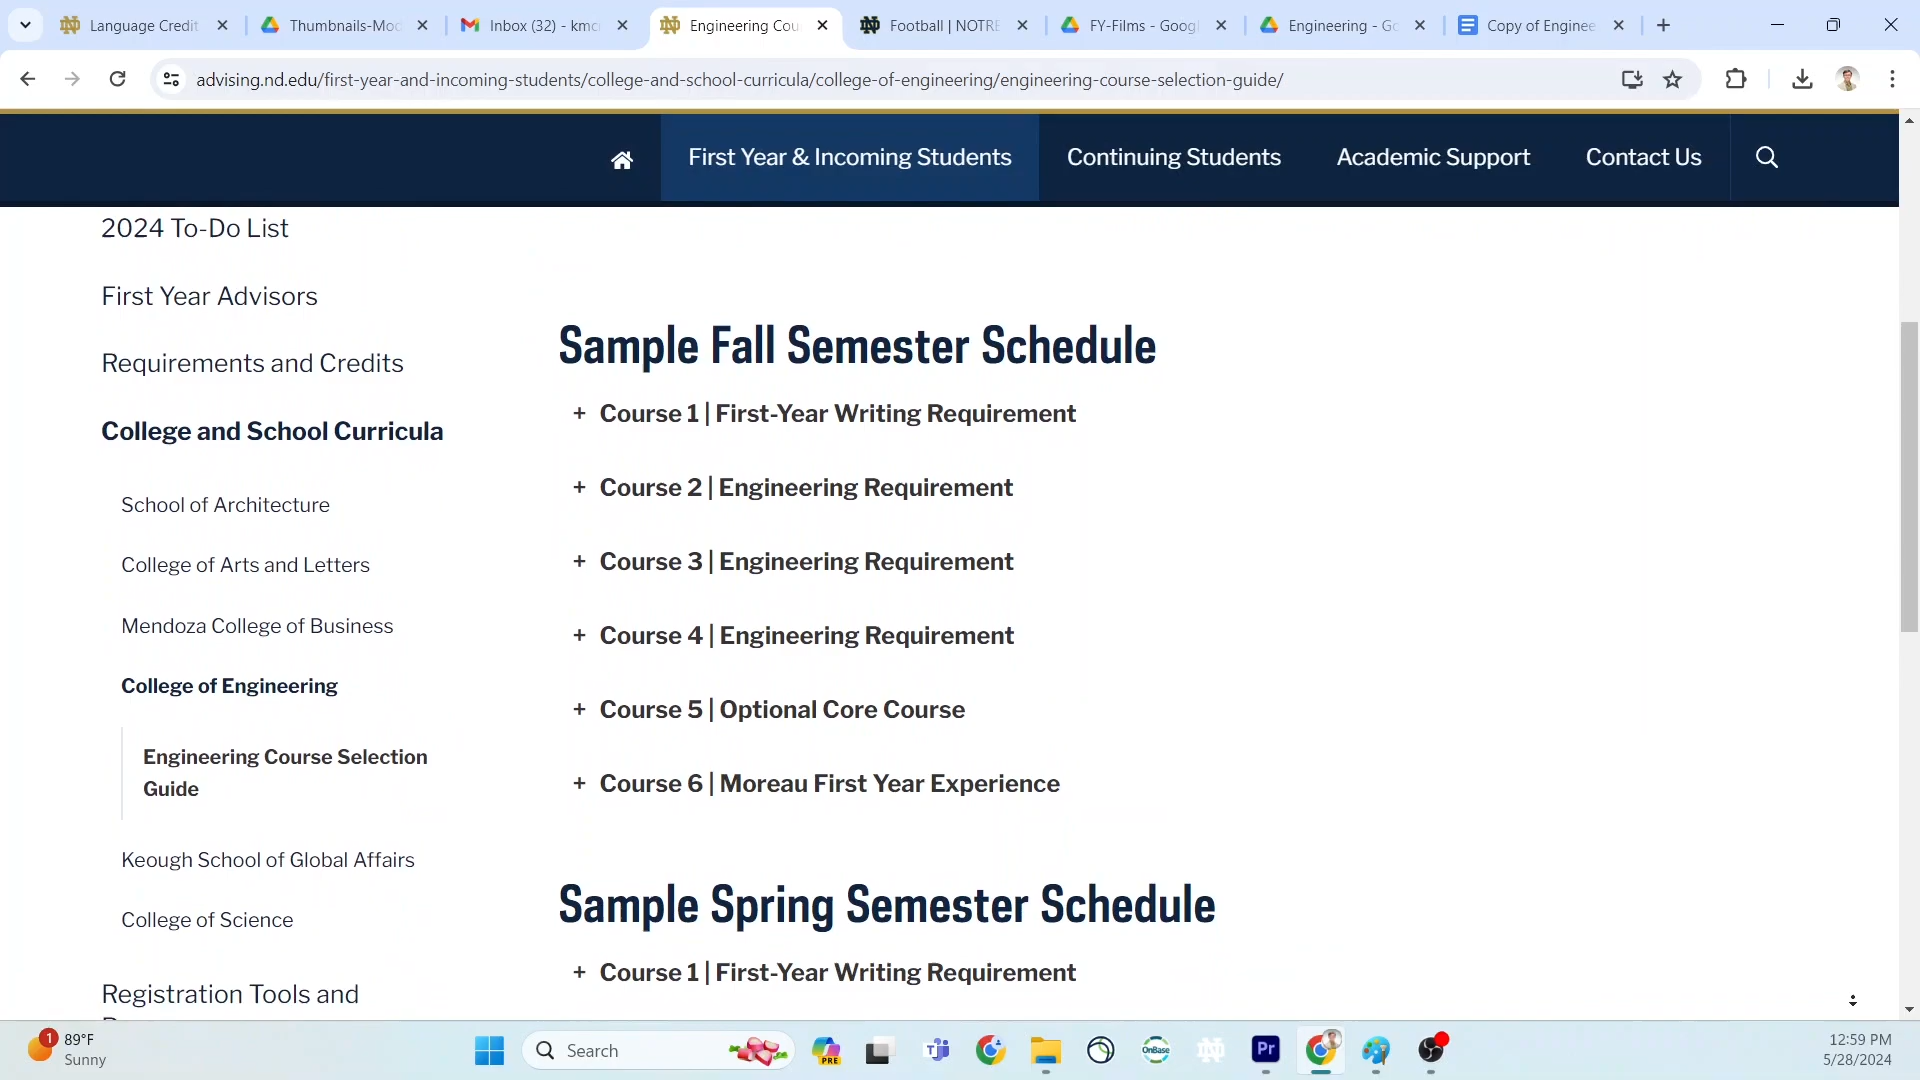 Language Credit
Thumbnails-Moc
Inbox (32) - kmc
Engineering Cou
Football | NOTRE
FY-Films - Googl
Engineering - Go
Copy of Enginee
advising.nd.edu/first-year-and-incoming-students/college-and-school-curricula/college-of-engineering/engineering-course-selection-guide/
First Year & Incoming Students
Continuing Students
Academic Support
Contact Us
2024 To-Do List
First Year Advisors
Requirements and Credits
College and School Curricula
School of Architecture
College of Arts and Letters
Mendoza College of Business
College of Engineering
Engineering Course Selection
Guide
Keough School of Global Affairs
College of Science
Registration Tools and
Sample Fall Semester Schedule
+ Course 1 | First-Year Writing Requirement
+ Course 2 | Engineering Requirement
+ Course 3 | Engineering Requirement
+ Course 4 | Engineering Requirement
+ Course 5 | Optional Core Course
+ Course 6 | Moreau First Year Experience
Sample Spring Semester Schedule
+ Course 1 | First-Year Writing Requirement
1
89°F
Sunny
Search
PRE
OnBase
Pr
12:59 PM
5/28/2024